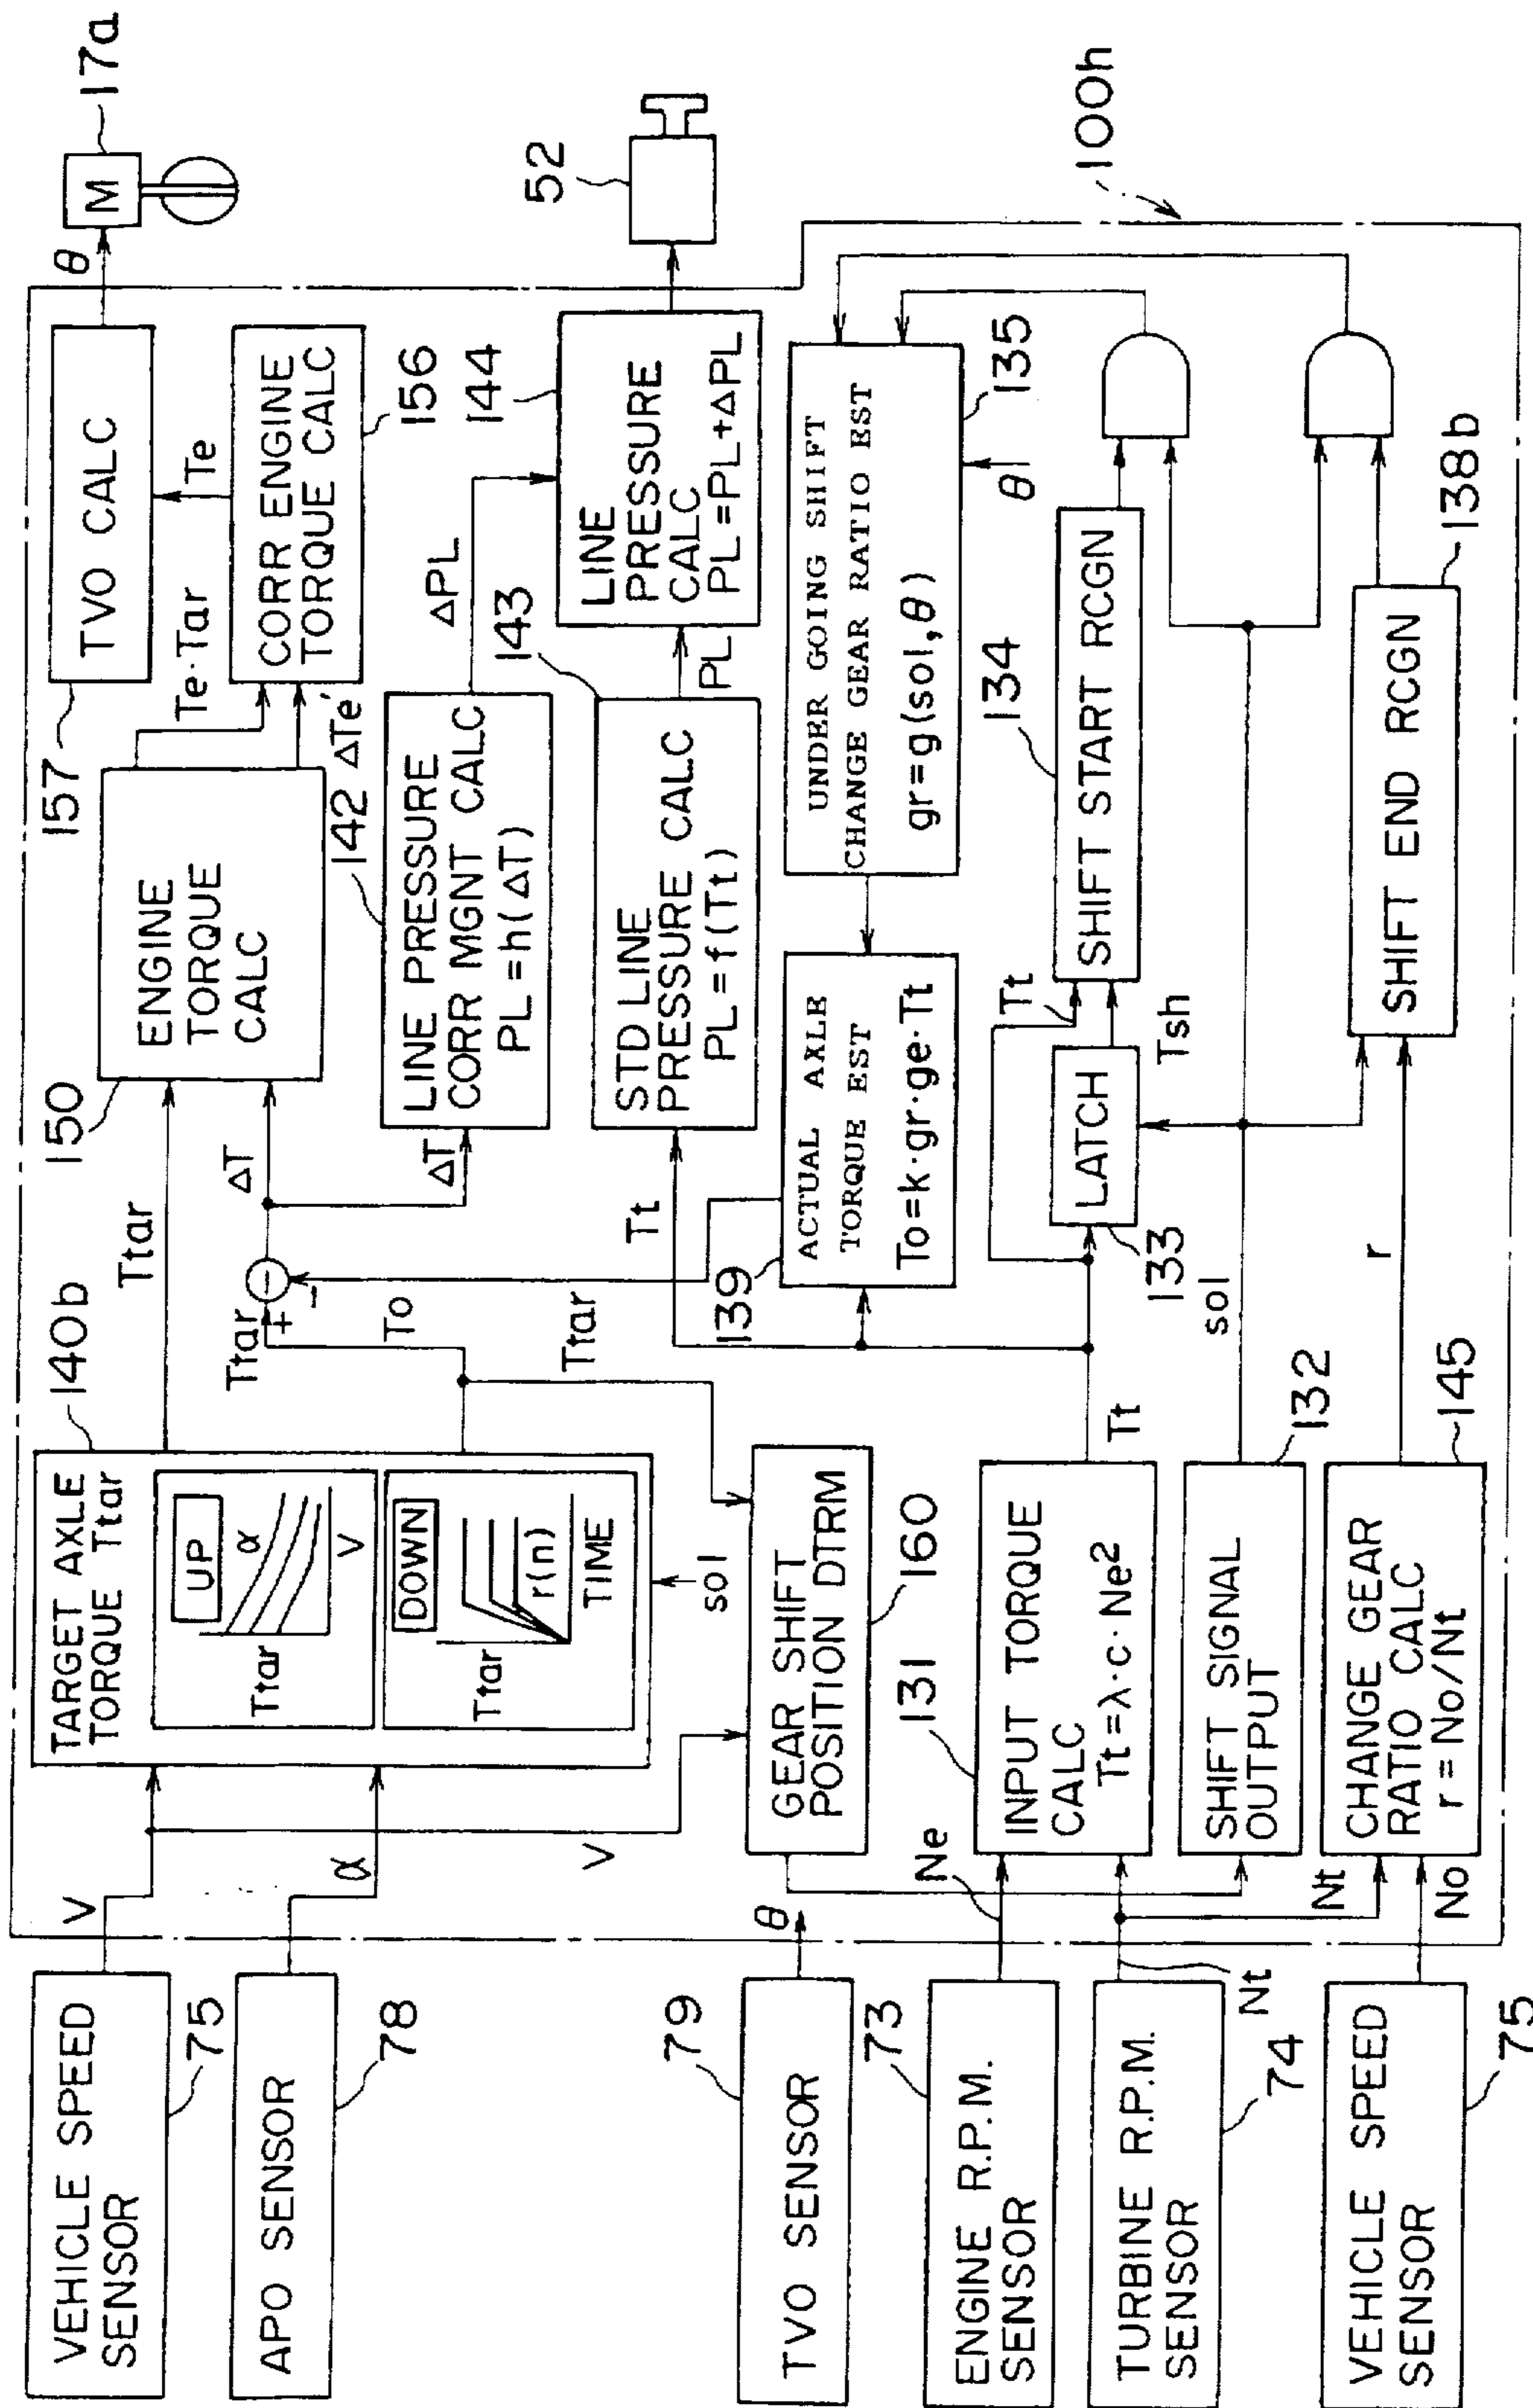 VEHICLE SPEED
SENSOR
75
V
APO SENSOR
78
α
V
TARGET AXLE
TORQUE Ttar
140b
UP
Ttar
α
V
DOWN
Ttar
r(n)
TIME
sol
Ttar
Ttar
+
-
To
Ttar
ΔT
ΔT
150
ENGINE
TORQUE
CALC
Te·Tar
ΔTe'
157
TVO CALC
Te
CORR ENGINE
TORQUE CALC
156
θ
M
17a
142
LINE PRESSURE
CORR MGNT CALC
PL=h(ΔT)
ΔPL
143
STD LINE
PRESSURE CALC
PL=f(Tt)
Tt
PL
144
LINE
PRESSURE
CALC
PL=PL+ΔPL
52
TVO SENSOR
79
θ
GEAR SHIFT
POSITION DTRM
160
139
ACTUAL AXLE
TORQUE EST
To=k·gr·ge·Tt
UNDER GOING SHIFT
CHANGE GEAR RATIO EST
gr=g(sol,θ)
135
θ
100h
ENGINE R.P.M.
SENSOR
73
Ne
131
INPUT TORQUE
CALC
Tt=λ·c·Ne2
Tt
LATCH
133
Tt
Tsh
134
SHIFT START RCGN
TURBINE R.P.M.
SENSOR
74
Nt
SHIFT SIGNAL
OUTPUT
132
sol
VEHICLE SPEED
SENSOR
75
Nt
No
CHANGE GEAR
RATIO CALC
r=No/Nt
145
r
SHIFT END RCGN
138b